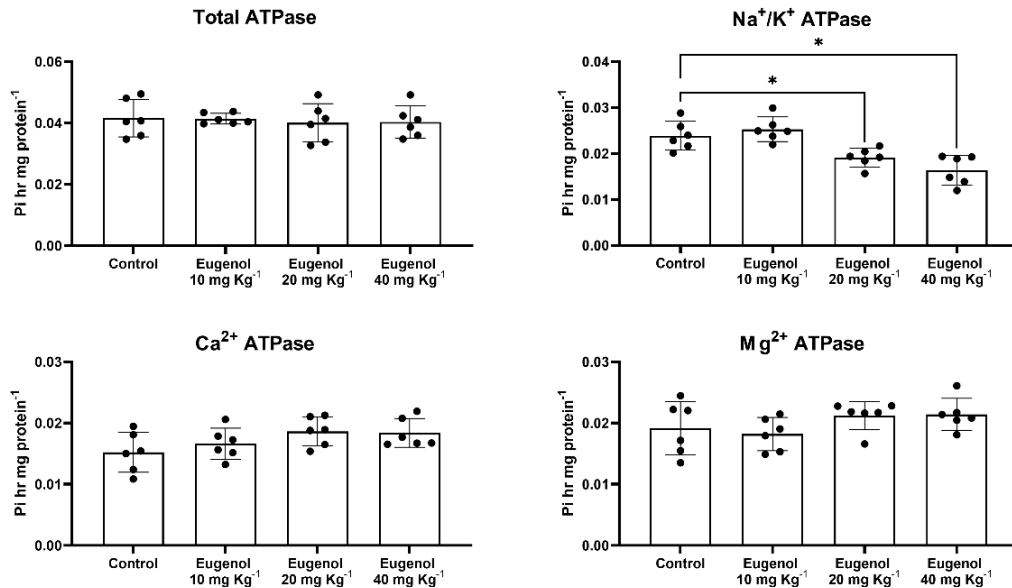 Total ATPase
Pi hr mg protein⁻¹
0.06
0.04
0.02
0.00
Control
Eugenol
10 mg Kg⁻¹
Eugenol
20 mg Kg⁻¹
Eugenol
40 mg Kg⁻¹
Na⁺/K⁺ ATPase
Pi hr mg protein⁻¹
0.04
0.03
0.02
0.01
0.00
*
*
Control
Eugenol
10 mg Kg⁻¹
Eugenol
20 mg Kg⁻¹
Eugenol
40 mg Kg⁻¹
Ca²⁺ ATPase
Pi hr mg protein⁻¹
0.03
0.02
0.01
0.00
Control
Eugenol
10 mg Kg⁻¹
Eugenol
20 mg Kg⁻¹
Eugenol
40 mg Kg⁻¹
Mg²⁺ ATPase
Pi hr mg protein⁻¹
0.03
0.02
0.01
0.00
Control
Eugenol
10 mg Kg⁻¹
Eugenol
20 mg Kg⁻¹
Eugenol
40 mg Kg⁻¹